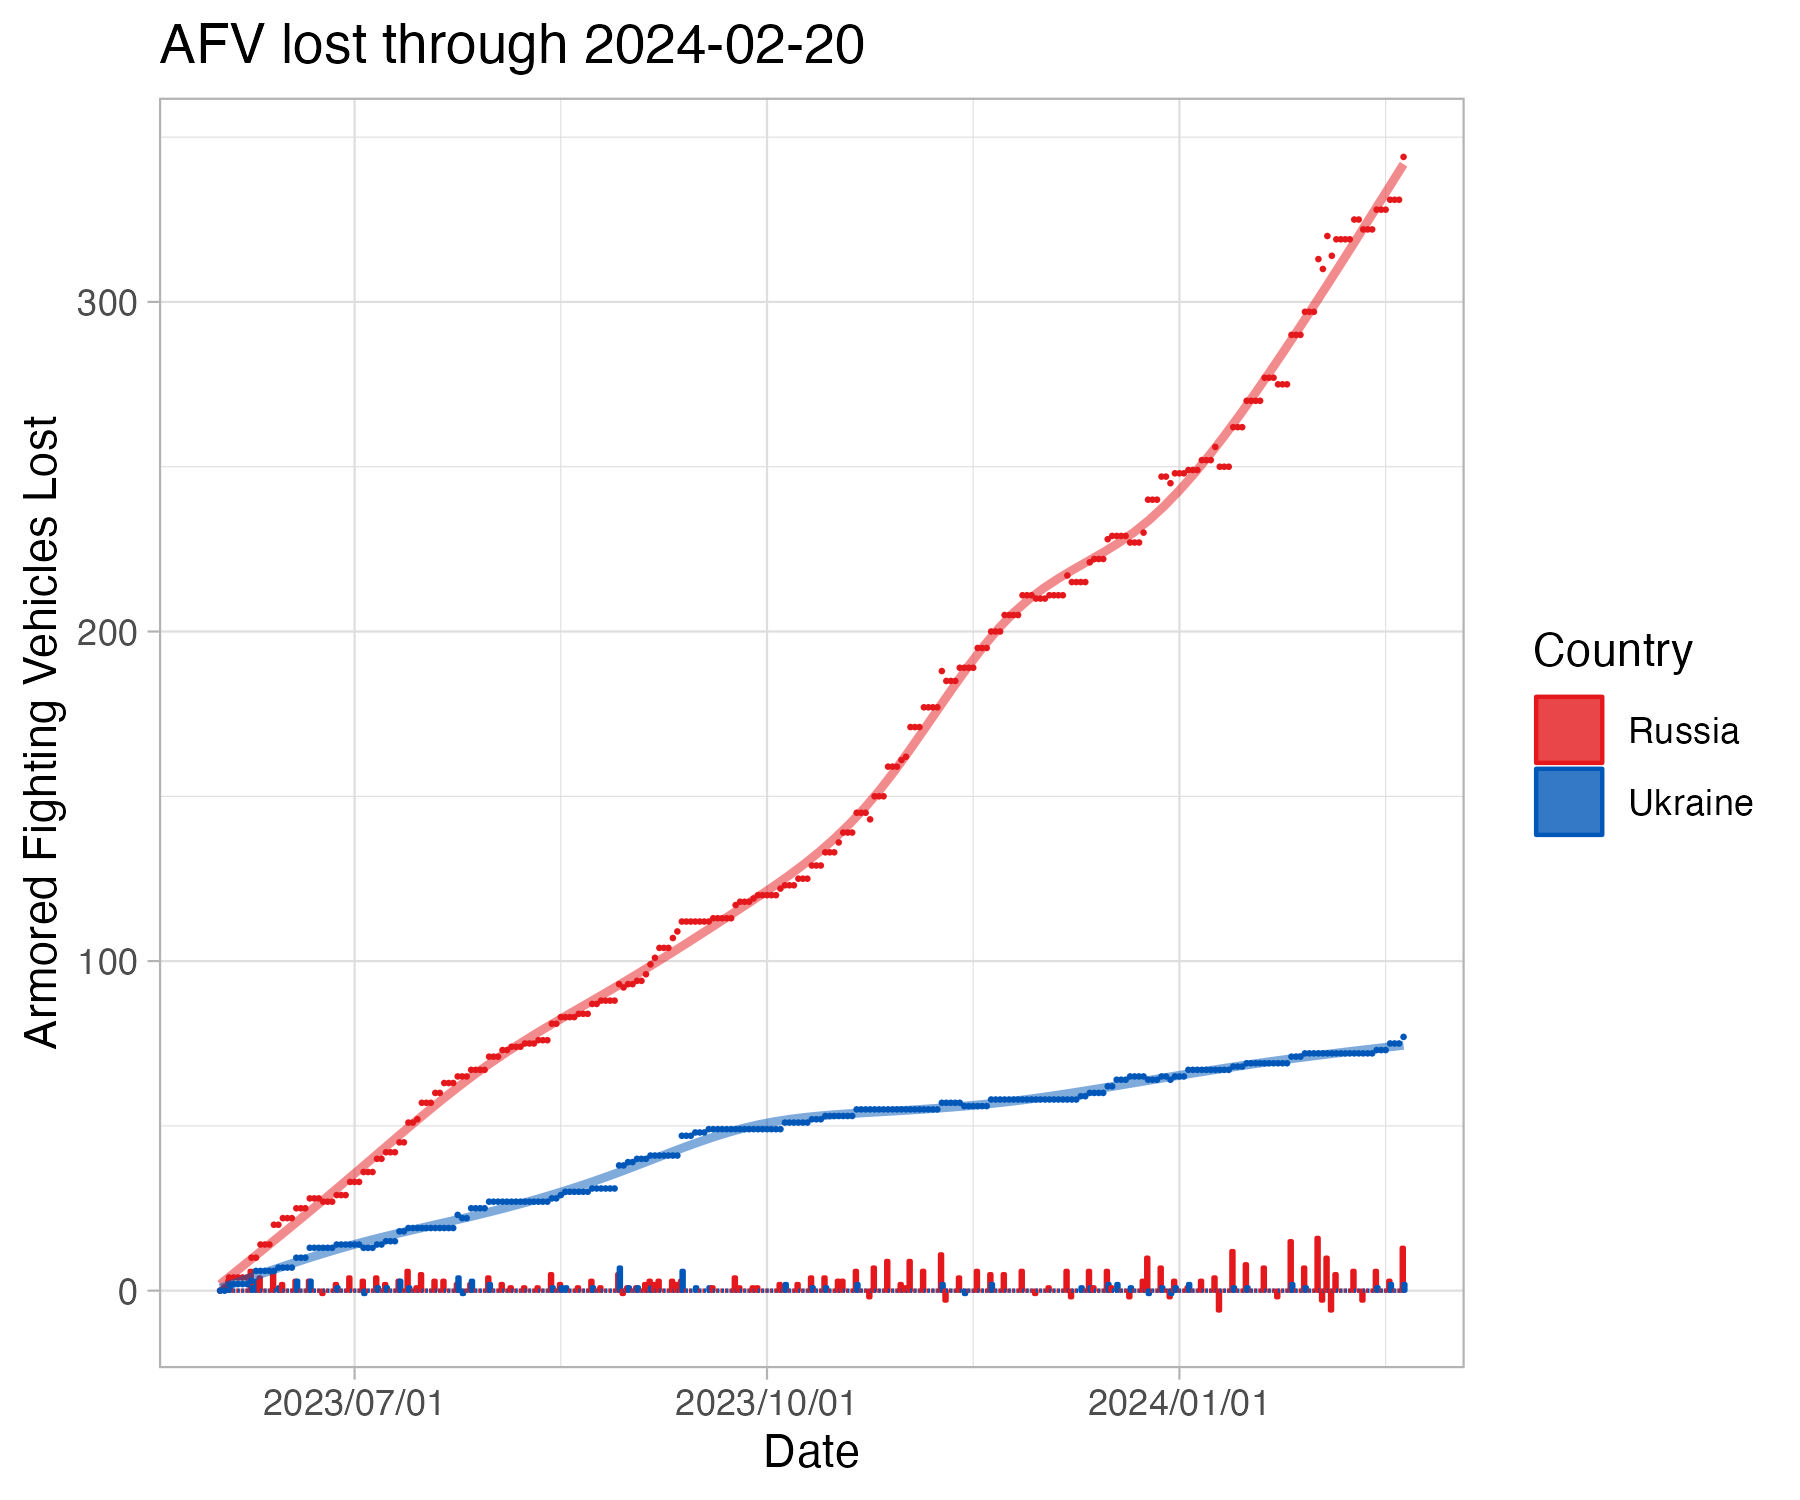 AFV lost through 2024-02-20
Armored Fighting Vehicles Lost
300
200
100
0
2023/07/01
2023/10/01
2024/01/01
Date
Country
Russia
Ukraine